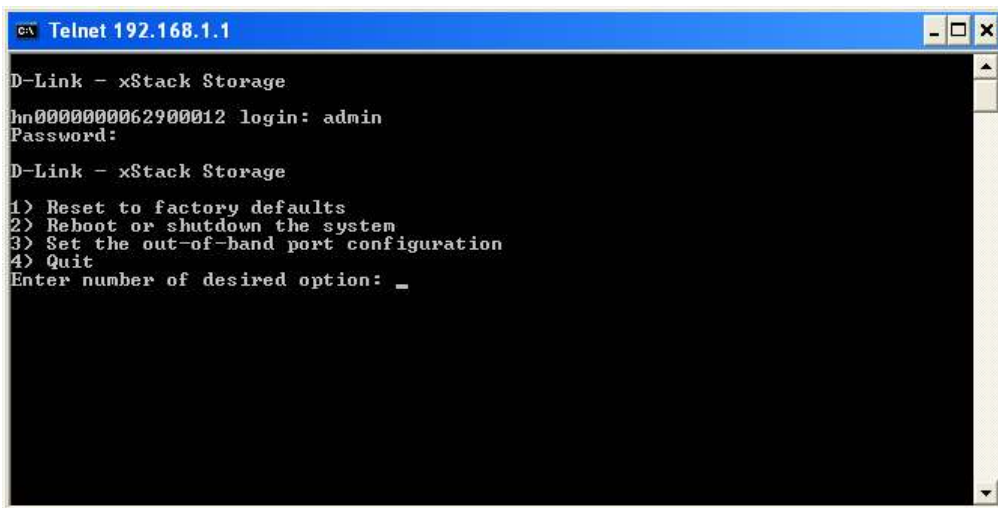 Telnet 192.168.1.1
D-Link - xStack Storage
hn0000000062900012 login: admin
Password:
D-Link - xStack Storage
1) Reset to factory defaults
2) Reboot or shutdown the system
3) Set the out-of-band port configuration
4) Quit
Enter number of desired option: _